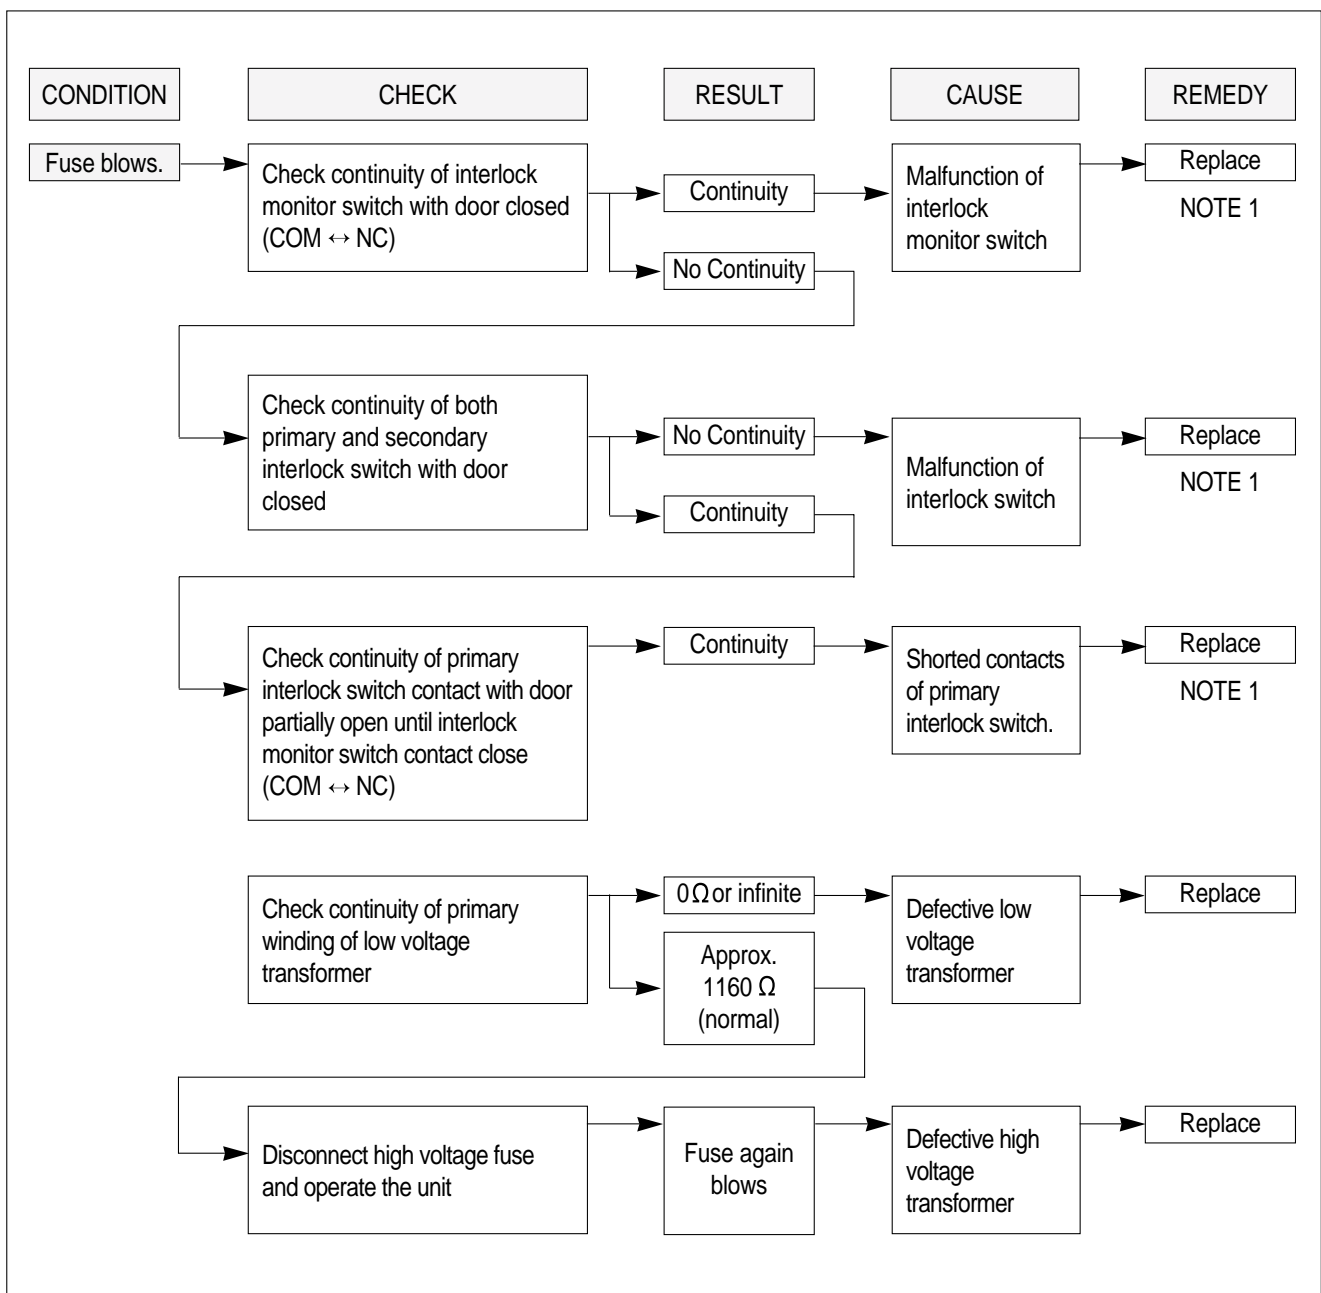 CONDITION
CHECK
RESULT
CAUSE
REMEDY
Fuse blows.
Check continuity of interlock
monitor switch with door closed
(COM ↔ NC)
Continuity
No Continuity
Malfunction of
interlock
monitor switch
Replace
NOTE 1
Check continuity of both
primary and secondary
interlock switch with door
closed
No Continuity
Continuity
Malfunction of
interlock switch
Replace
NOTE 1
Check continuity of primary
interlock switch contact with door
partially open until interlock
monitor switch contact close
(COM ↔ NC)
Continuity
Shorted contacts
of primary
interlock switch.
Replace
NOTE 1
Check continuity of primary
winding of low voltage
transformer
0Ω or infinite
Approx.
1160 Ω
(normal)
Defective low
voltage
transformer
Replace
Disconnect high voltage fuse
and operate the unit
Fuse again
blows
Defective high
voltage
transformer
Replace